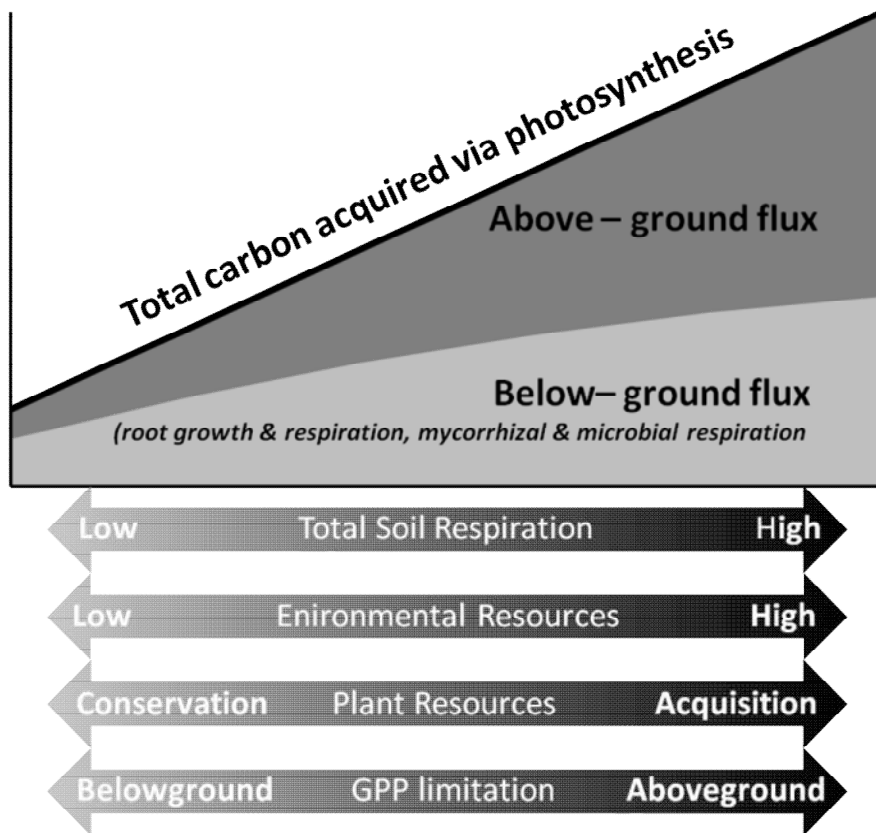 Total carbon acquired via photosynthesis
Above – ground flux
Below– ground flux
(root growth & respiration, mycorrhizal & microbial respiration
Low Total Soil Respiration High
Low Enironmental Resources High
Conservation Plant Resources Acquisition
Belowground GPP limitation Aboveground